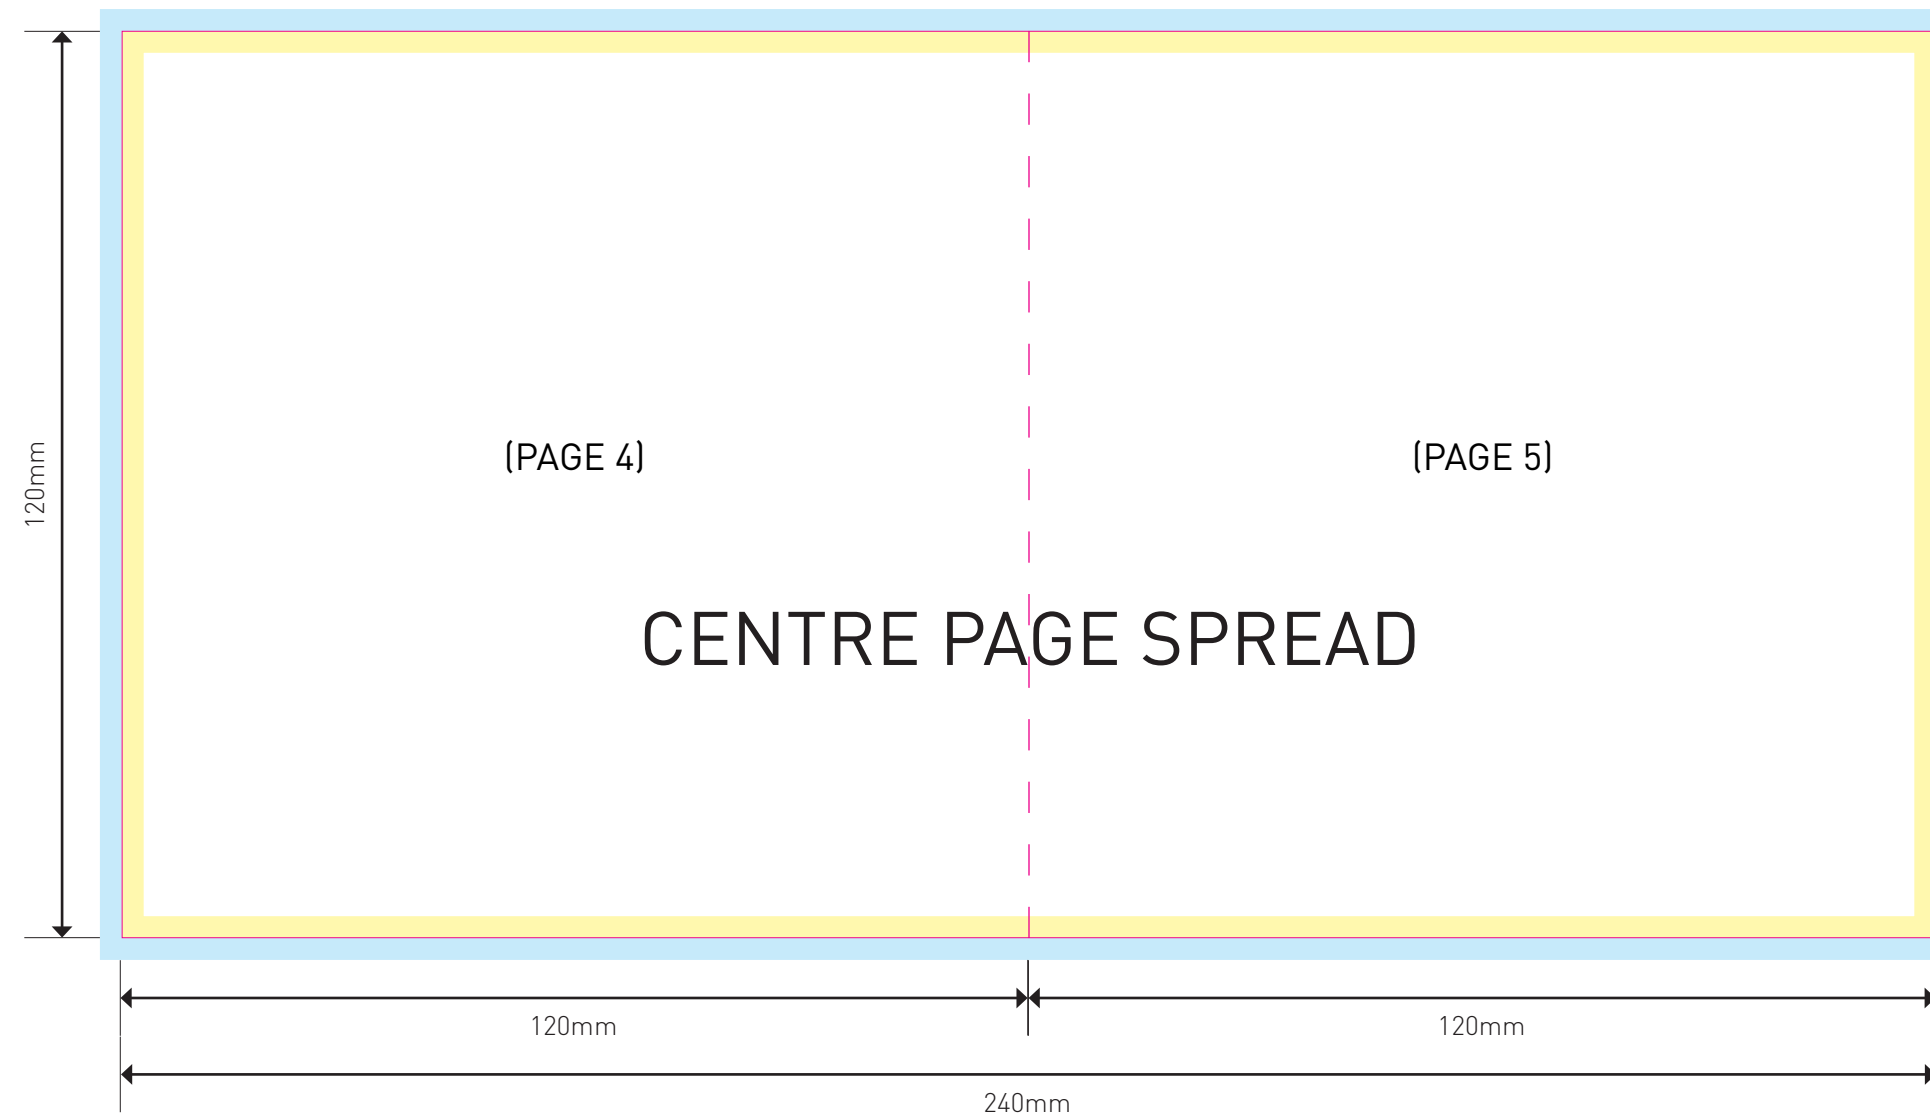 120mm
(PAGE 4)
(PAGE 5)
CENTRE PAGE SPREAD
120mm
120mm
240mm